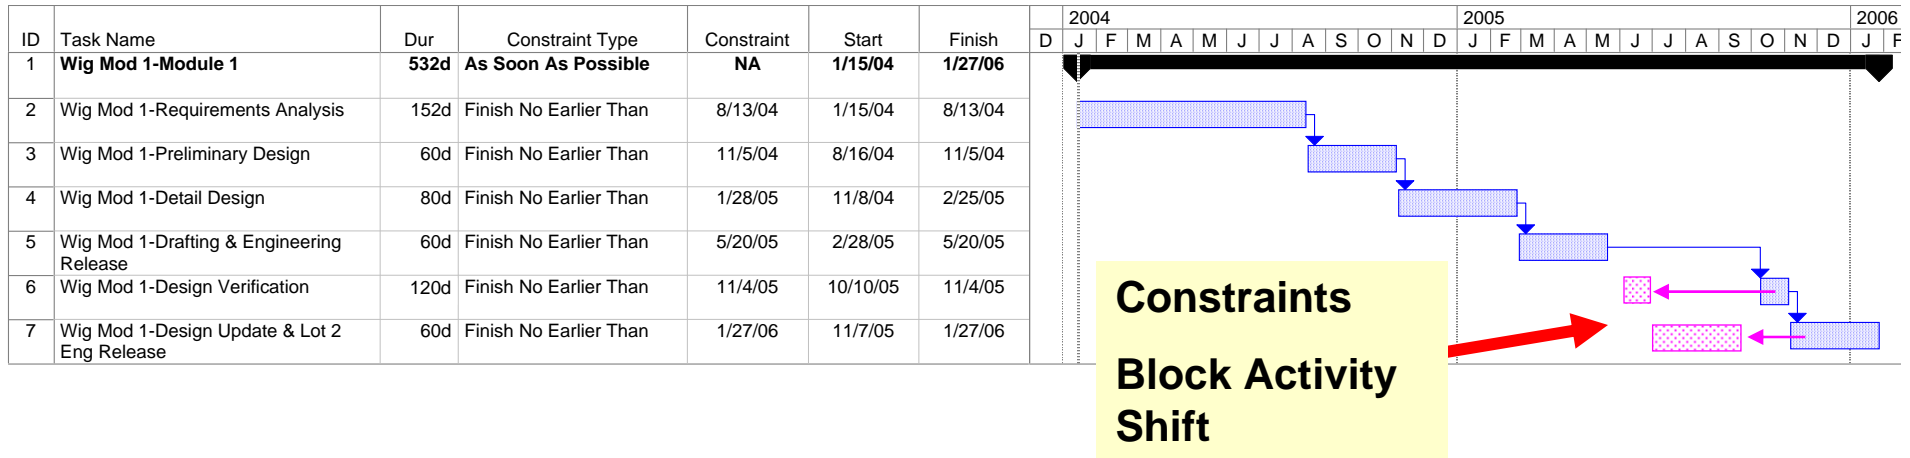 2004 2005 2006
ID Task Name Dur Constraint Type Constraint Start Finish D J F M A M J J A S O N D J F M A M J J A S O N D J F
1 Wig Mod 1-Module 1 532d As Soon As Possible NA 1/15/04 1/27/06
2 Wig Mod 1-Requirements Analysis 152d Finish No Earlier Than 8/13/04 1/15/04 8/13/04
3 Wig Mod 1-Preliminary Design 60d Finish No Earlier Than 11/5/04 8/16/04 11/5/04
4 Wig Mod 1-Detail Design 80d Finish No Earlier Than 1/28/05 11/8/04 2/25/05
5 Wig Mod 1-Drafting & Engineering 60d Finish No Earlier Than 5/20/05 2/28/05 5/20/05
Release
6 Wig Mod 1-Design Verification 120d Finish No Earlier Than 11/4/05 10/10/05 11/4/05
7 Wig Mod 1-Design Update & Lot 2 60d Finish No Earlier Than 1/27/06 11/7/05 1/27/06
Eng Release
Constraints
Block Activity
Shift